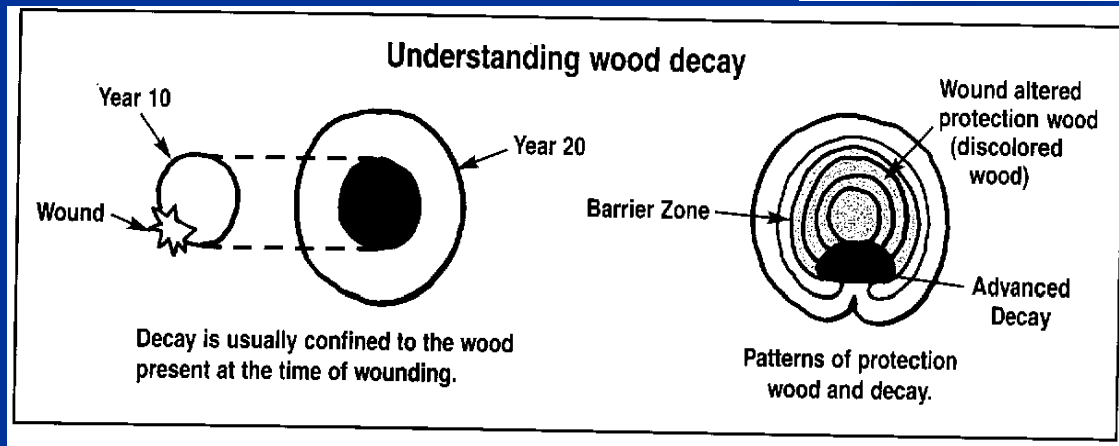 Understanding wood decay
Year 10
Wound
Year 20
Decay is usually confined to the wood
present at the time of wounding.
Wound altered
protection wood
(discolored
wood)
Barrier Zone
Advanced
Decay
Patterns of protection
wood and decay.